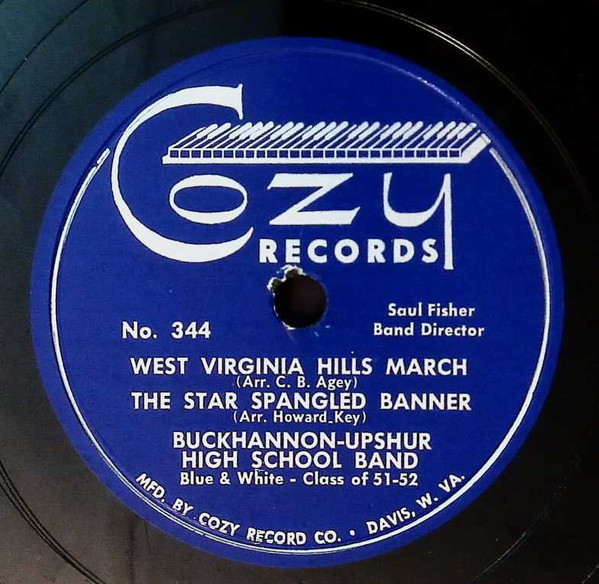 Cozy
RECORDS
Saul Fisher
Band Director
No. 344
WEST VIRGINIA HILLS MARCH
(Arr. C. B. Agey)
THE STAR SPANGLED BANNER
(Arr. Howard Key)
BUCKHANNON-UPSHUR
HIGH SCHOOL BAND
Blue & White - Class of 51-52
MFD. BY COZY RECORD CO. • DAVIS, W. VA.